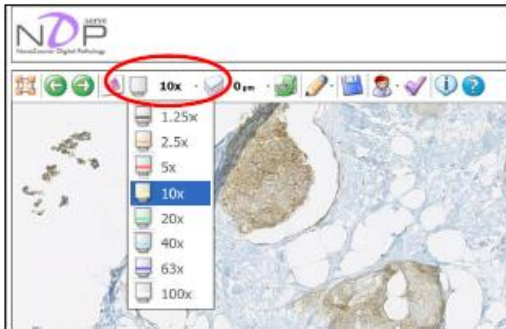 NDP
serve
NanoZoomer Digital Pathology
10x
0 µm
1.25x
2.5x
5x
10x
20x
40x
63x
100x